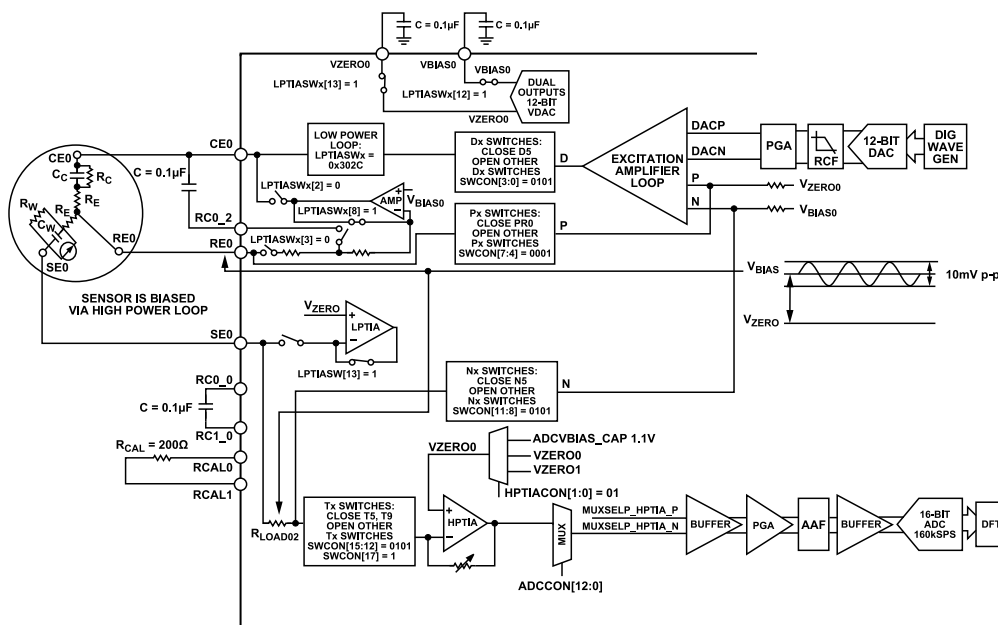 C = 0.1µF
C = 0.1µF
VZERO0
VBIAS0
LPTIASWx[13] = 1
VBIAS0
LPTIASWx[12] = 1
VZERO0
DUAL
OUTPUTS
12-BIT
VDAC
CE0
CE0
CC
RC
RE
RW
CW
RE
SE0
RE0
C = 0.1µF
RC0_2
RE0
LOW POWER
LOOP:
LPTIASWx =
0x302C
LPTIASWx[2] = 0
LPTIASWx[8] = 1
LPTIASWx[3] = 0
AMP
+
–
VBIAS0
Dx SWITCHES:
CLOSE D5
OPEN OTHER
Dx SWITCHES
SWCON[3:0] = 0101
D
Px SWITCHES:
CLOSE PR0
OPEN OTHER
Px SWITCHES
SWCON[7:4] = 0001
P
EXCITATION
AMPLIFIER
LOOP
DACP
DACN
P
N
PGA
RCF
12-BIT
DAC
DIG
WAVE
GEN
VZERO0
VBIAS0
SENSOR IS BIASED
VIA HIGH POWER LOOP
VBIAS
10mV p-p
VZERO
SE0
VZERO
+
–
LPTIA
LPTIASW[13] = 1
RC0_0
C = 0.1µF
RC1_0
RCAL = 200Ω
RCAL0
RCAL1
Nx SWITCHES:
CLOSE N5
OPEN OTHER
Nx SWITCHES
SWCON[11:8] = 0101
N
VZERO0
ADCVBIAS_CAP 1.1V
VZERO0
VZERO1
HPTIACON[1:0] = 01
RLOAD02
Tx SWITCHES:
CLOSE T5, T9
OPEN OTHER
Tx SWITCHES
SWCON[15:12] = 0101
SWCON[17] = 1
+
–
HPTIA
MUX
ADCCON[12:0]
MUXSELP_HPTIA_P
MUXSELP_HPTIA_N
BUFFER
PGA
AAF
BUFFER
16-BIT
ADC
160kSPS
DFT